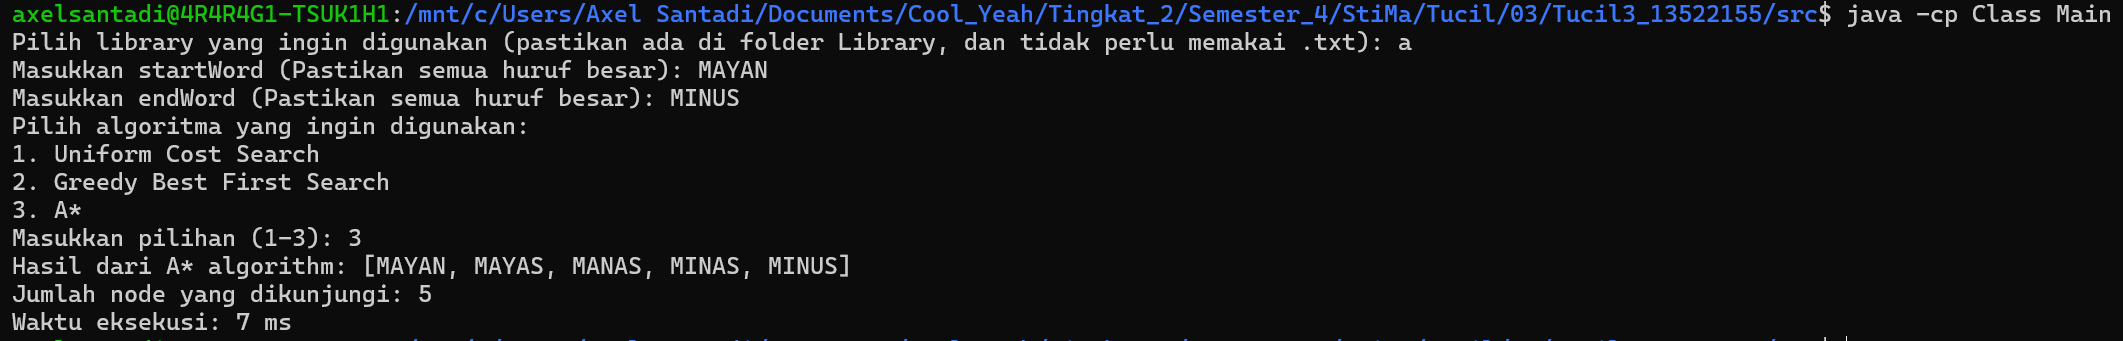 axelsantadi@4R4R4G1-TSUK1H1:/mnt/c/Users/Axel Santadi/Documents/Cool_Yeah/Tingkat_2/Semester_4/StiMa/Tucil/03/Tucil3_13522155/src$ java -cp Class Main
Pilih library yang ingin digunakan (pastikan ada di folder Library, dan tidak perlu memakai .txt): a
Masukkan startWord (Pastikan semua huruf besar): MAYAN
Masukkan endWord (Pastikan semua huruf besar): MINUS
Pilih algoritma yang ingin digunakan:
1. Uniform Cost Search
2. Greedy Best First Search
3. A*
Masukkan pilihan (1-3): 3
Hasil dari A* algorithm: [MAYAN, MAYAS, MANAS, MINAS, MINUS]
Jumlah node yang dikunjungi: 5
Waktu eksekusi: 7 ms